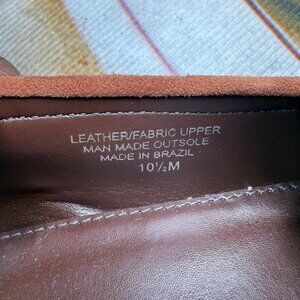 LEATHER/FABRIC UPPER
MAN MADE OUTSOLE
MADE IN BRAZIL
10½M